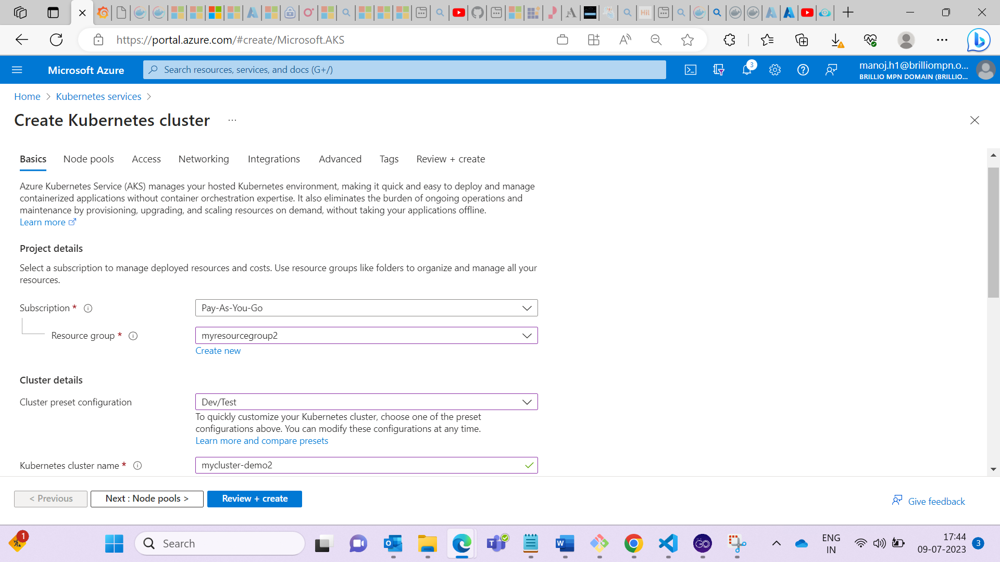 Hit
https://portal.azure.com/#create/Microsoft.AKS
Microsoft Azure
Search resources, services, and docs (G+/)
3
manoj.h1@brilliompn.o...
BRILLIO MPN DOMAIN (BRILLIO...
Home > Kubernetes services >
Create Kubernetes cluster ...
Basics Node pools Access Networking Integrations Advanced Tags Review + create
Azure Kubernetes Service (AKS) manages your hosted Kubernetes environment, making it quick and easy to deploy and manage
containerized applications without container orchestration expertise. It also eliminates the burden of ongoing operations and
maintenance by provisioning, upgrading, and scaling resources on demand, without taking your applications offline.
Learn more
Project details
Select a subscription to manage deployed resources and costs. Use resource groups like folders to organize and manage all your
resources.
Subscription * Pay-As-You-Go
Resource group * myresourcegroup2
Create new
Cluster details
Cluster preset configuration Dev/Test
To quickly customize your Kubernetes cluster, choose one of the preset
configurations above. You can modify these configurations at any time.
Learn more and compare presets
Kubernetes cluster name * mycluster-demo2
< Previous Next : Node pools > Review + create Give feedback
1
Search
ENG
IN
17:44
09-07-2023
3